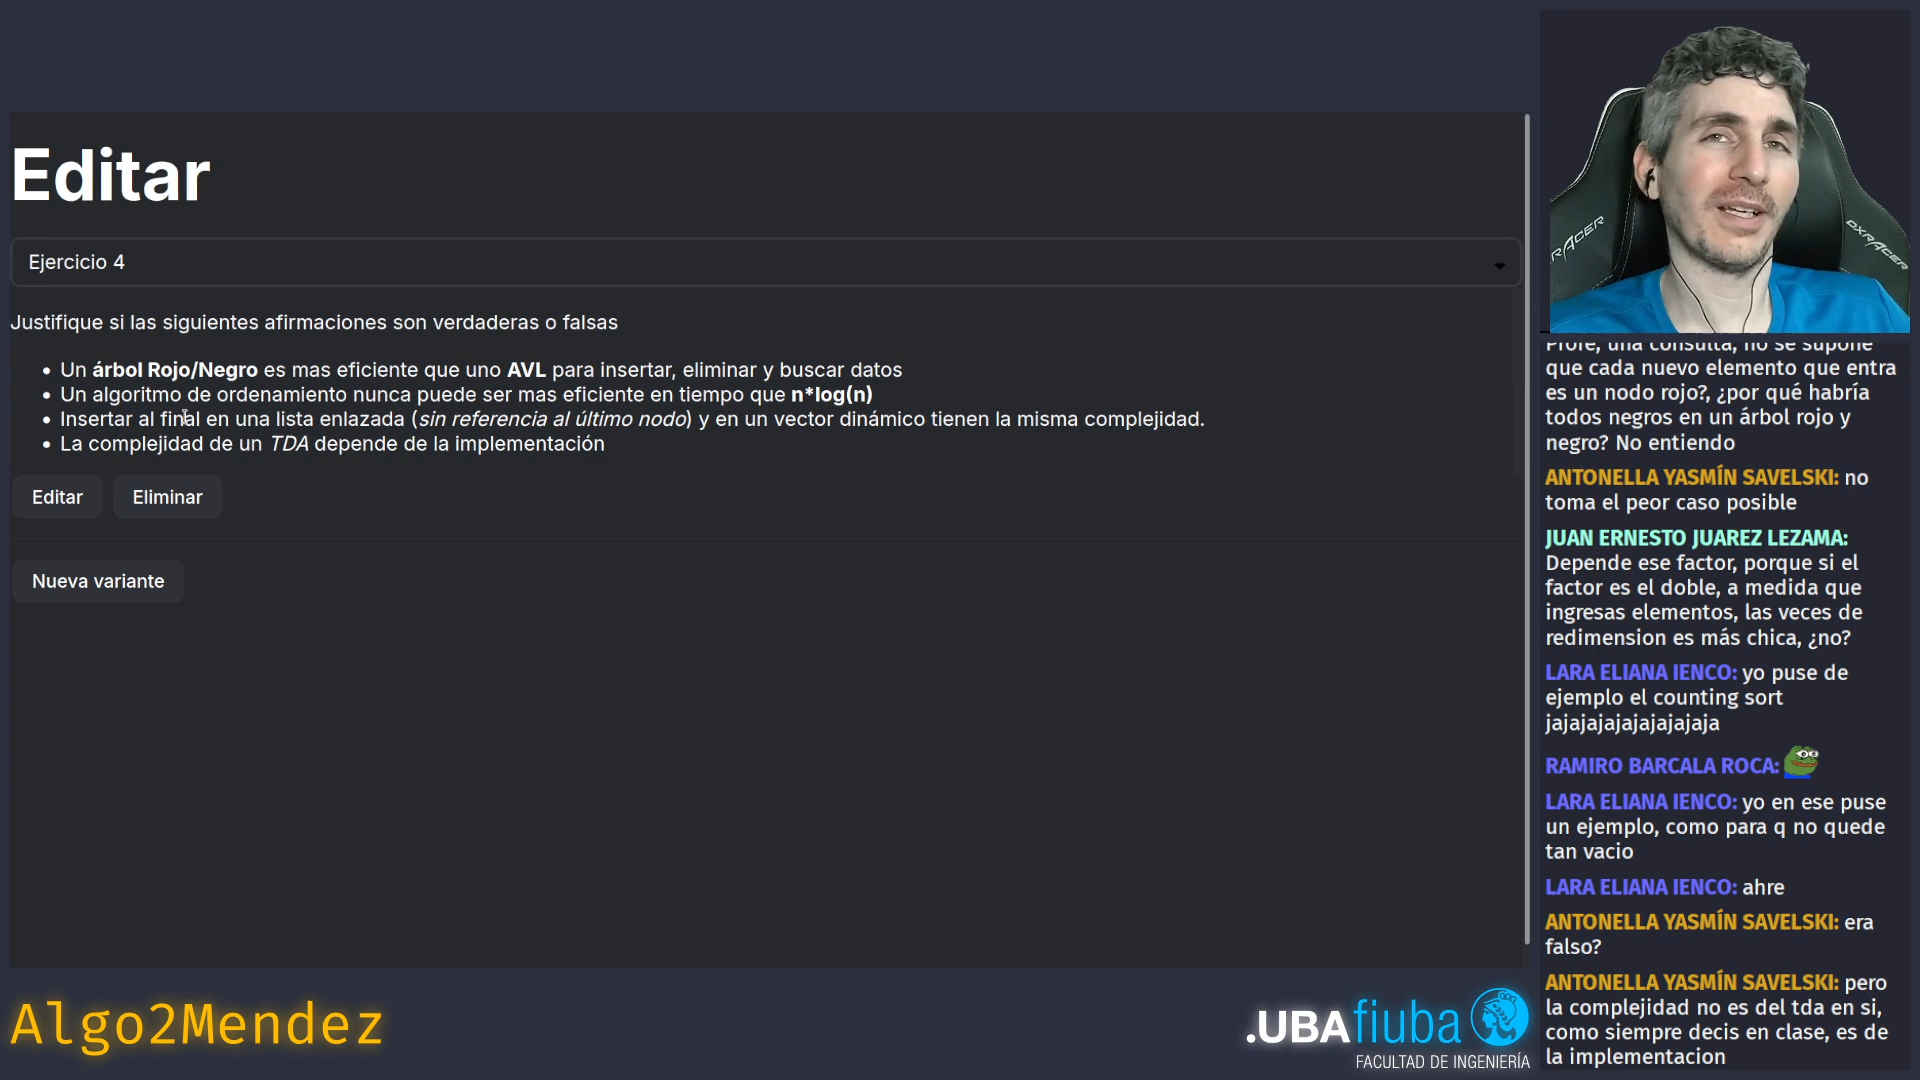 Editar
Ejercicio 4
Justifique si las siguientes afirmaciones son verdaderas o falsas
Un árbol Rojo/Negro es mas eficiente que uno AVL para insertar, eliminar y buscar datos
Un algoritmo de ordenamiento nunca puede ser mas eficiente en tiempo que n*log(n)
Insertar al final en una lista enlazada (sin referencia al último nodo) y en un vector dinámico tienen la misma complejidad.
La complejidad de un TDA depende de la implementación
Editar
Eliminar
Nueva variante
Algo2Mendez
.UBAfiuba
FACULTAD DE INGENIERÍA
DXRACER
Profe, una consulta, no se supone
que cada nuevo elemento que entra
es un nodo rojo?, ¿por qué habría
todos negros en un árbol rojo y
negro? No entiendo
ANTONELLA YASMÍN SAVELSKI: no
toma el peor caso posible
JUAN ERNESTO JUAREZ LEZAMA:
Depende ese factor, porque si el
factor es el doble, a medida que
ingresas elementos, las veces de
redimension es más chica, ¿no?
LARA ELIANA IENCO: yo puse de
ejemplo el counting sort
jajajajajajajajajaja
RAMIRO BARCALA ROCA:
LARA ELIANA IENCO: yo en ese puse
un ejemplo, como para q no quede
tan vacio
LARA ELIANA IENCO: ahre
ANTONELLA YASMÍN SAVELSKI: era
falso?
ANTONELLA YASMÍN SAVELSKI: pero
la complejidad no es del tda en si,
como siempre decis en clase, es de
la implementacion